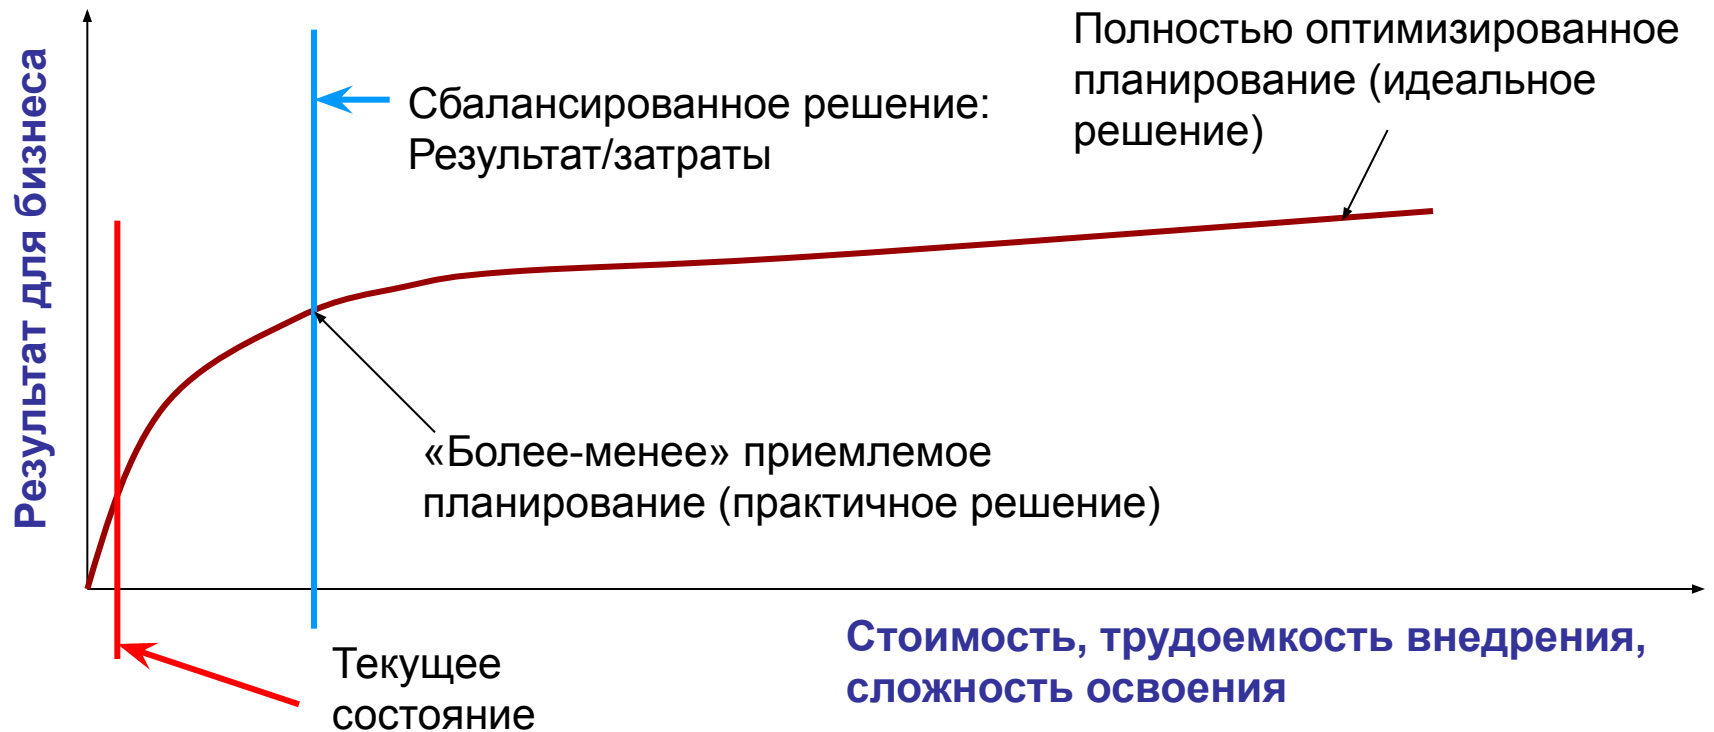 Результат для бизнеса
Сбалансированное решение:
Результат/затраты
Полностью оптимизированное
планирование (идеальное
решение)
«Более-менее» приемлемое
планирование (практичное решение)
Текущее
состояние
Стоимость, трудоемкость внедрения,
сложность освоения